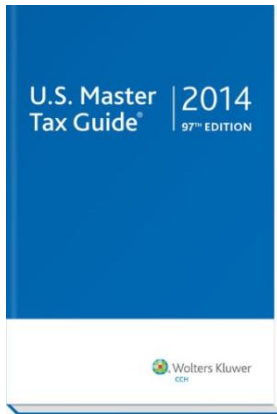 U.S. Master
Tax Guide®
2014
97TH EDITION
Wolters Kluwer
CCH